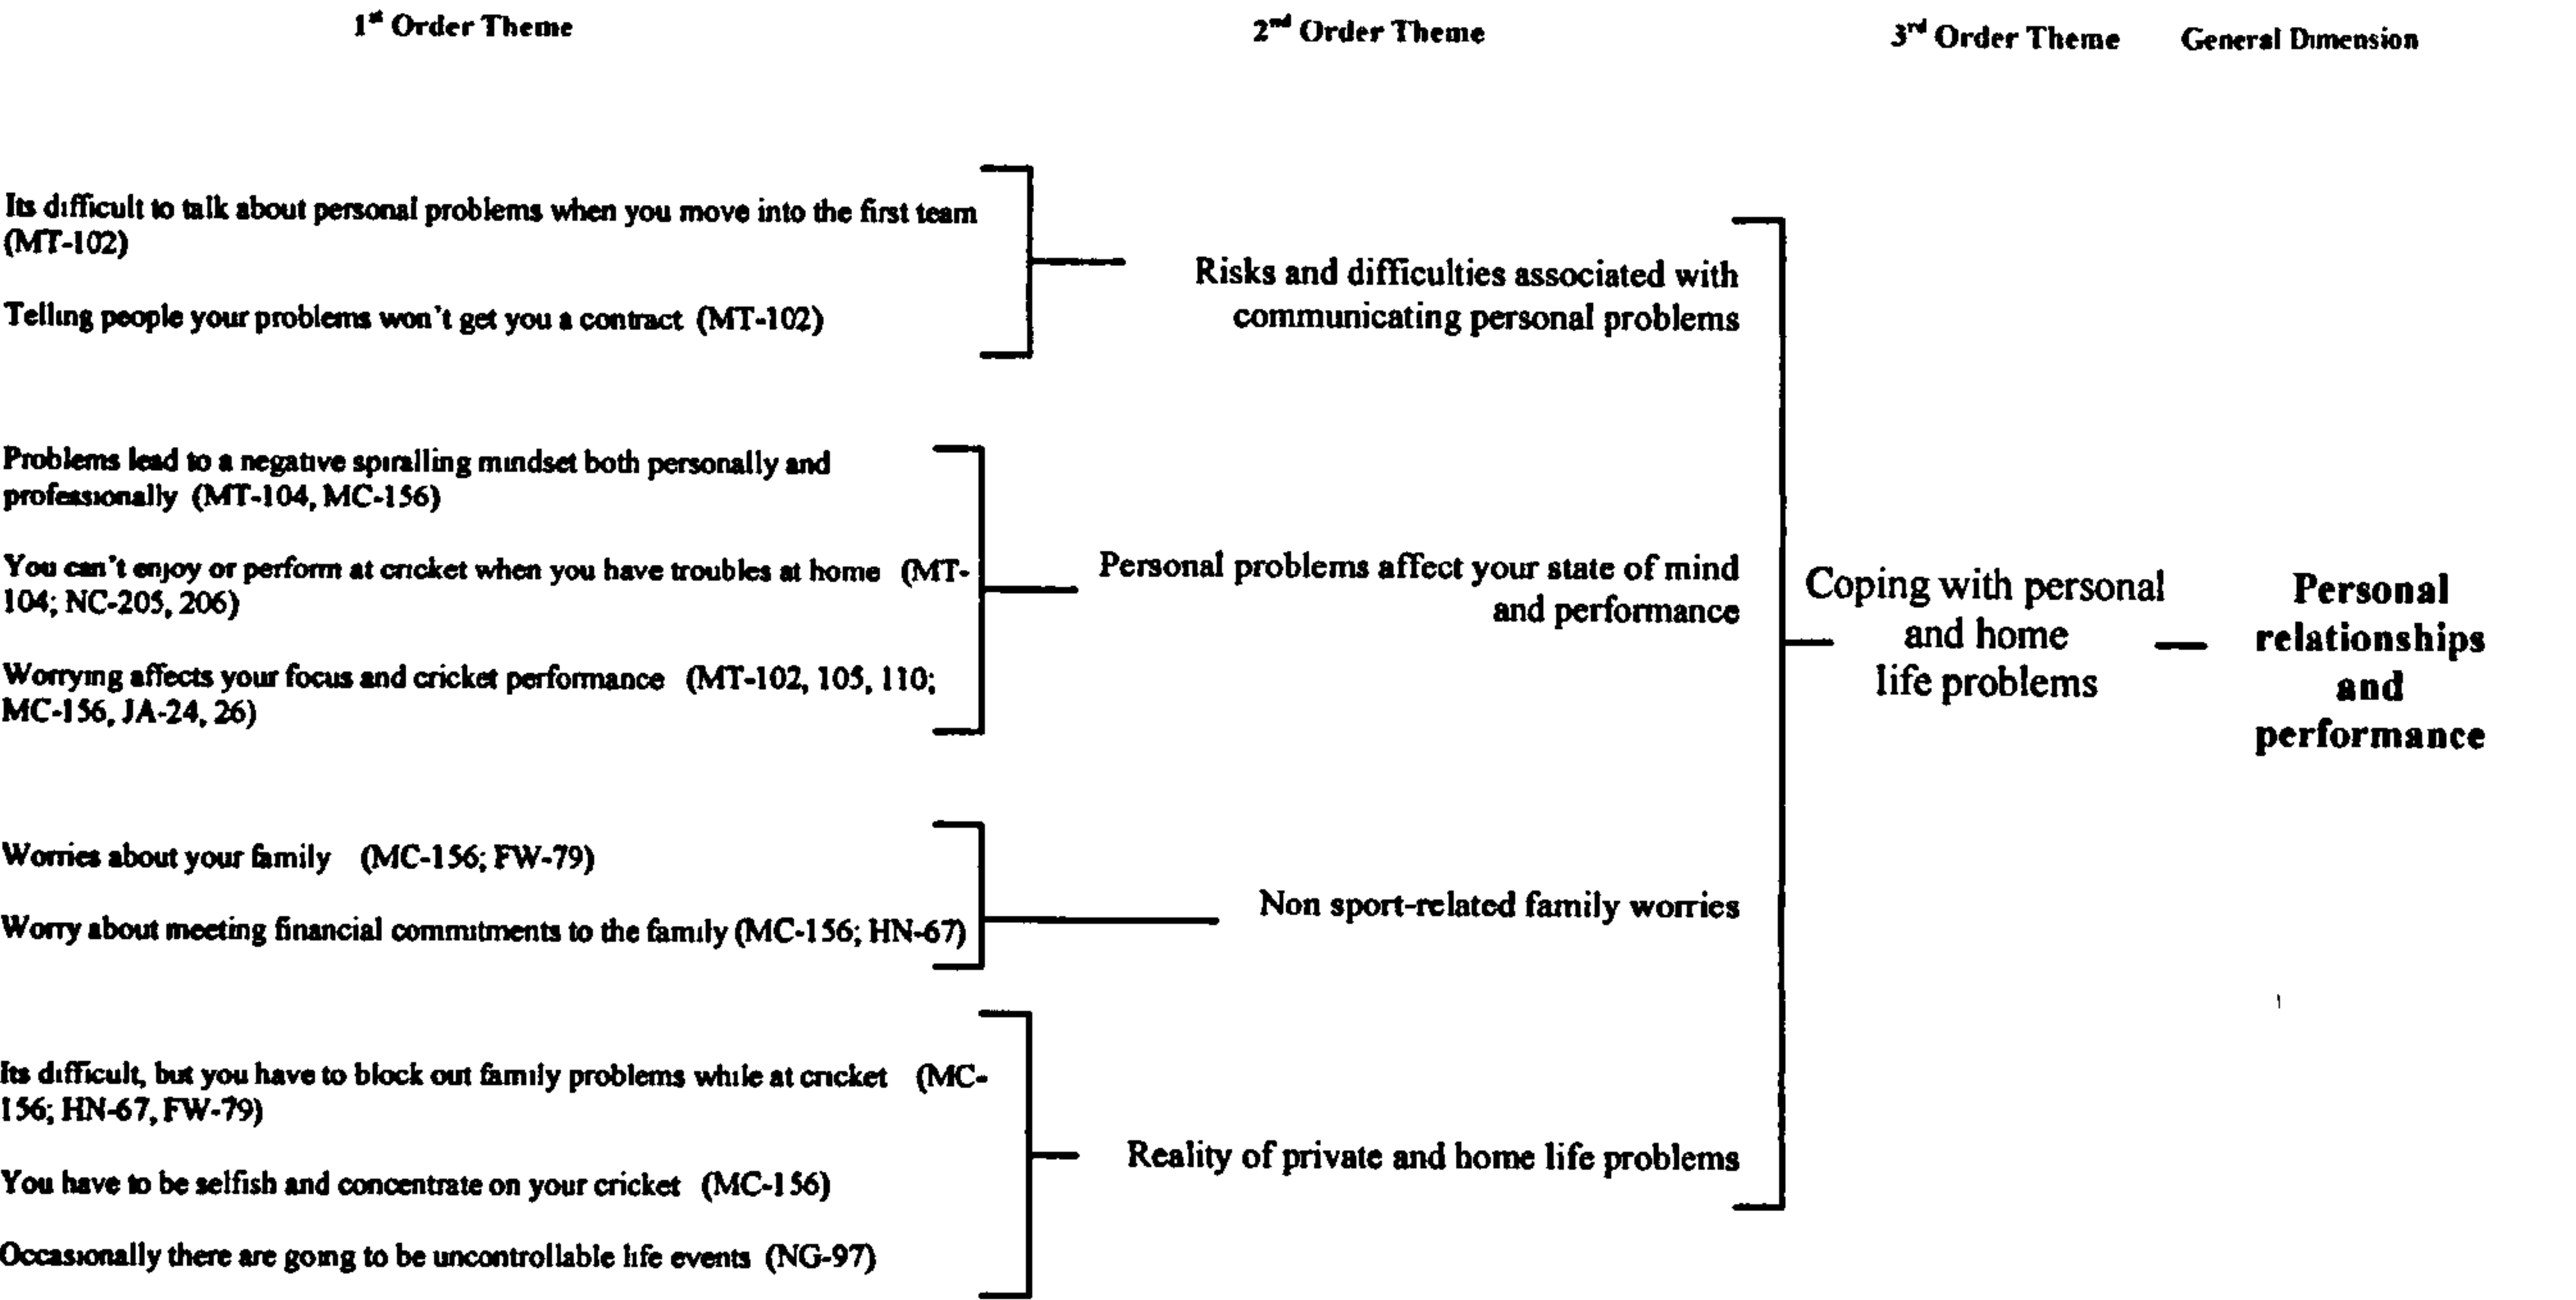 1st Order Theme
2nd Order Theme
3rd Order Theme
General Dimension
Its difficult to talk about personal problems when you move into the first team
(MT-102)
Telling people your problems won't get you a contract (MT-102)
Risks and difficulties associated with
communicating personal problems
Problems lead to a negative spiralling mindset both personally and
professionally (MT-104, MC-156)
You can't enjoy or perform at cricket when you have troubles at home (MT-
104; NC-205, 206)
Worrying affects your focus and cricket performance (MT-102, 105, 110;
MC-156, JA-24, 26)
Personal problems affect your state of mind
and performance
Worries about your family (MC-156; FW-79)
Worry about meeting financial commitments to the family (MC-156; HN-67)
Non sport-related family worries
Its difficult, but you have to block out family problems while at cricket (MC-
156; HN-67, FW-79)
You have to be selfish and concentrate on your cricket (MC-156)
Occasionally there are going to be uncontrollable life events (NG-97)
Reality of private and home life problems
Coping with personal
and home
life problems
Personal
relationships
and
performance